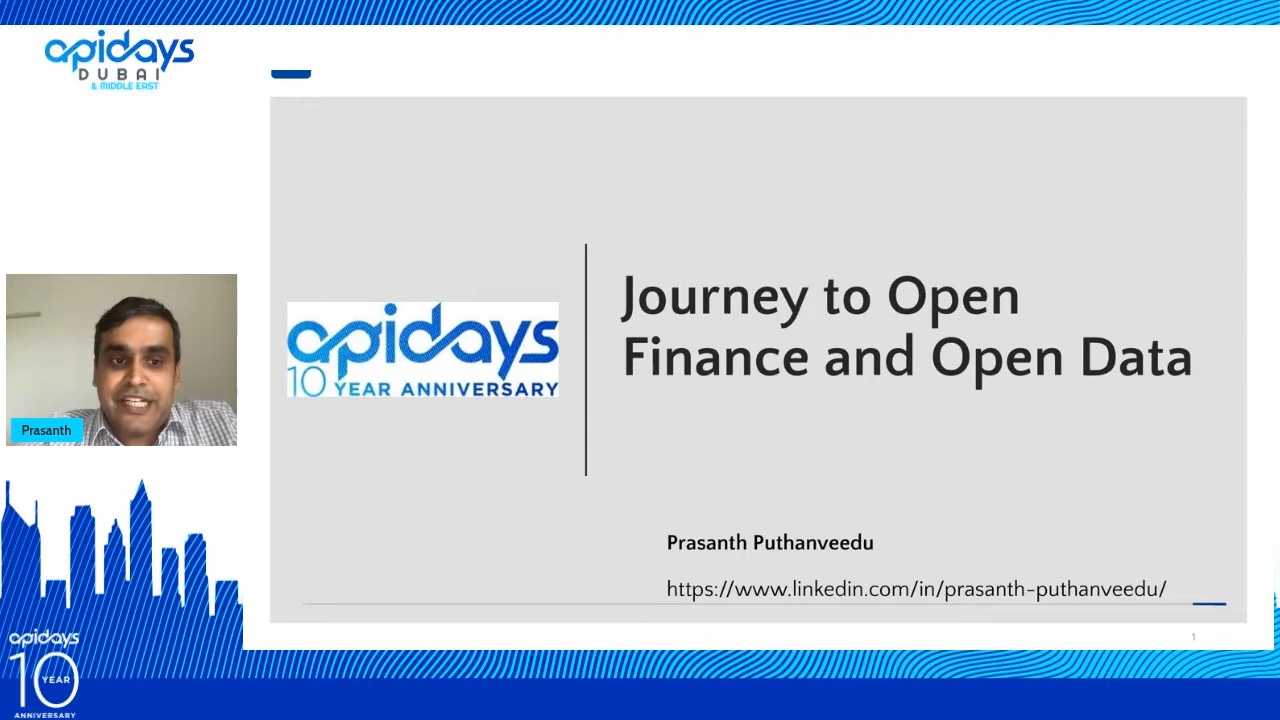 apidays
DUBAI
& MIDDLE EAST
apidays
10 YEAR ANNIVERSARY
Journey to Open
Finance and Open Data
Prasanth
Prasanth Puthanveedu
https://www.linkedin.com/in/prasanth-puthanveedu/
1
apidays
10 YEAR
ANNIVERSARY